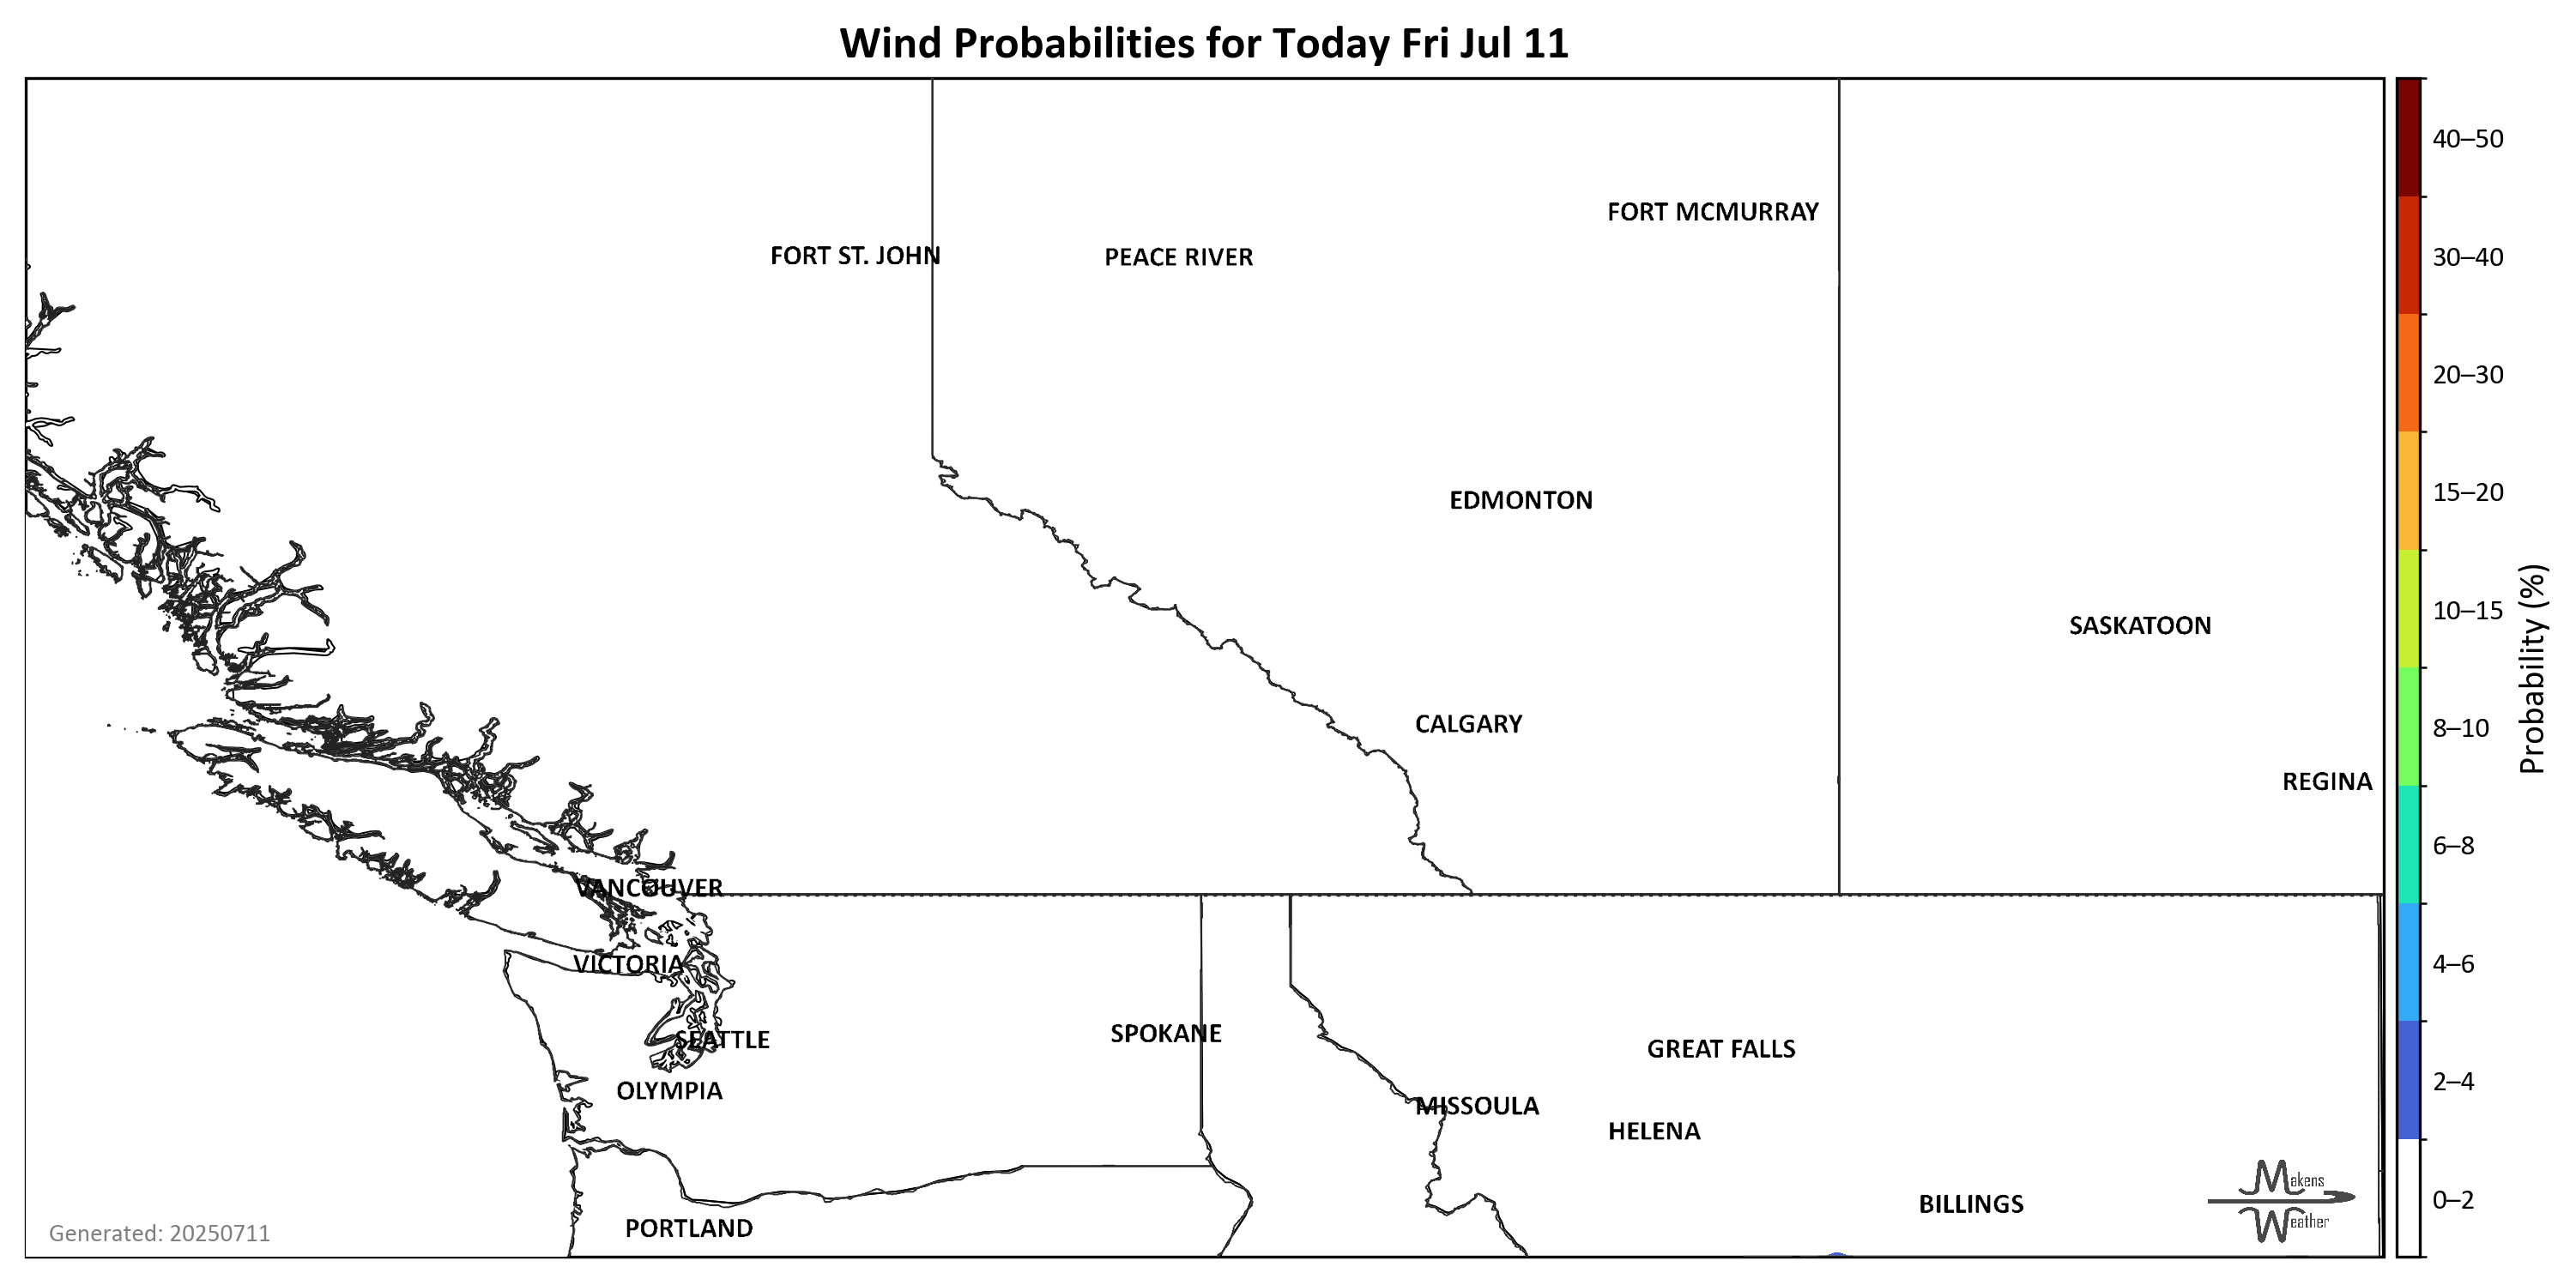 Wind Probabilities for Today Fri Jul 11
FORT MCMURRAY
FORT ST. JOHN
PEACE RIVER
EDMONTON
SASKATOON
CALGARY
REGINA
VANCOUVER
VICTORIA
SPOKANE
SEATTLE
GREAT FALLS
OLYMPIA
MISSOULA
HELENA
BILLINGS
PORTLAND
Generated: 20250711
Makens
Weather
40–50
30–40
20–30
15–20
10–15
8–10
6–8
4–6
2–4
0–2
Probability (%)